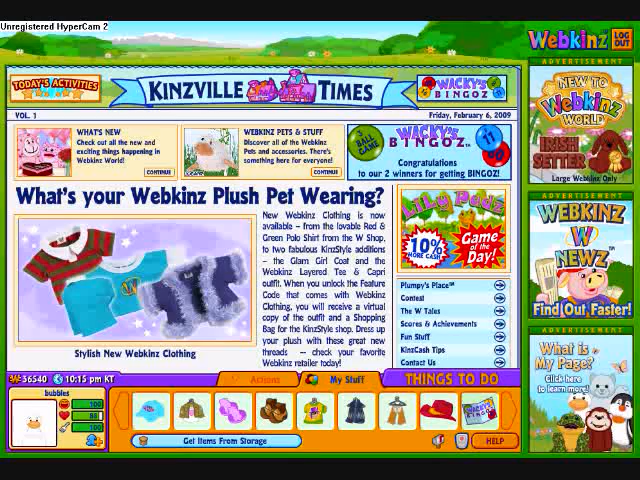 Unregistered HyperCam 2
Webkinz LOG OUT
TODAY'S ACTIVITIES
KINZVILLE TIMES
WACKY'S BINGOZ
VOL. 1
Friday, February 6, 2009
WHAT'S NEW
Check out all the new and
exciting things happening in
Webkinz World!
CONTINUE
WEBKINZ PETS & STUFF
Discover all of the Webkinz
Pets and accessories. There's
something here for everyone!
CONTINUE
3 BALL GAME
WACKY'S BINGOZ™
Congratulations
to our 2 winners for getting BINGOZ!
What's your Webkinz Plush Pet Wearing?
Stylish New Webkinz Clothing
New Webkinz Clothing is now
available – from the lovable Red &
Green Polo Shirt from the W Shop,
to two fabulous KinzStyle additions
– the Glam Girl Coat and the
Webkinz Layered Tee & Capri
outfit. When you unlock the Feature
Code that comes with Webkinz
Clothing, you will receive a virtual
copy of the outfit and a Shopping
Bag for the KinzStyle shop. Dress up
your plush with these great new
threads -- check your favorite
Webkinz retailer today!
Lily Padz
10%
MORE CASH
Game of
the Day!
Plumpy's Place™
Contest
The W Tales
Scores & Achievements
Fun Stuff
KinzCash Tips
Contact Us
ADVERTISEMENT
NEW TO
Webkinz
WORLD™
IRISH
SETTER
Large Webkinz Only
ADVERTISEMENT
WEBKINZ
W
NEWZ™
Find Out Faster!
ADVERTISEMENT
What is
My Page?
Click here
to learn more!
36540 10:15 pm KT
Actions
My Stuff
THINGS TO DO
bubbles
100
88
100
Get Items From Storage
HELP